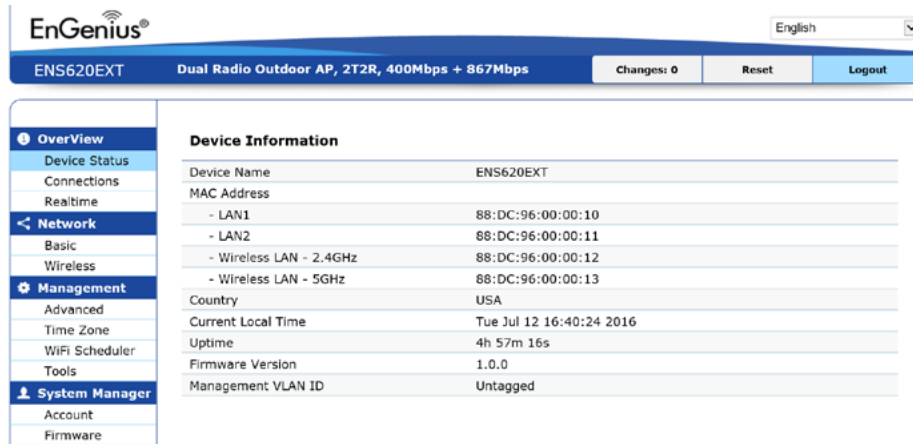 EnGenius®
English
ENS620EXT Dual Radio Outdoor AP, 2T2R, 400Mbps + 867Mbps Changes: 0 Reset Logout
OverView
Device Status
Connections
Realtime
Network
Basic
Wireless
Management
Advanced
Time Zone
WiFi Scheduler
Tools
System Manager
Account
Firmware
Device Information
Device Name ENS620EXT
MAC Address
- LAN1 88:DC:96:00:00:10
- LAN2 88:DC:96:00:00:11
- Wireless LAN - 2.4GHz 88:DC:96:00:00:12
- Wireless LAN - 5GHz 88:DC:96:00:00:13
Country USA
Current Local Time Tue Jul 12 16:40:24 2016
Uptime 4h 57m 16s
Firmware Version 1.0.0
Management VLAN ID Untagged